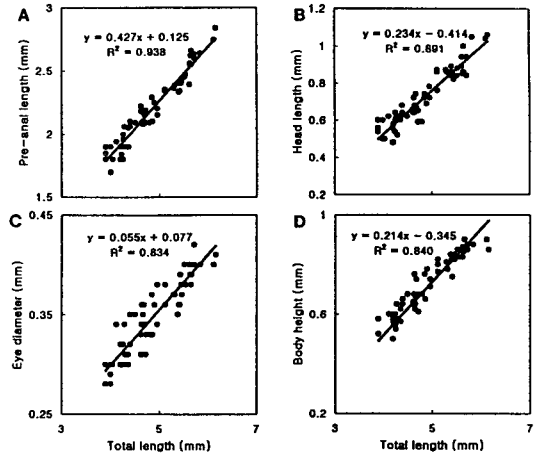 A
y = 0.427x + 0.125
R² = 0.938
Pre-anal length (mm)
3
2.5
2
1.5
B
y = 0.234x − 0.414
R² = 0.891
Head length (mm)
1.2
1
0.8
0.6
0.4
0.2
C
y = 0.055x + 0.077
R² = 0.834
Eye diameter (mm)
0.45
0.35
0.25
3
5
7
Total length (mm)
D
y = 0.214x − 0.345
R² = 0.840
Body height (mm)
1
0.6
0.2
3
5
7
Total length (mm)